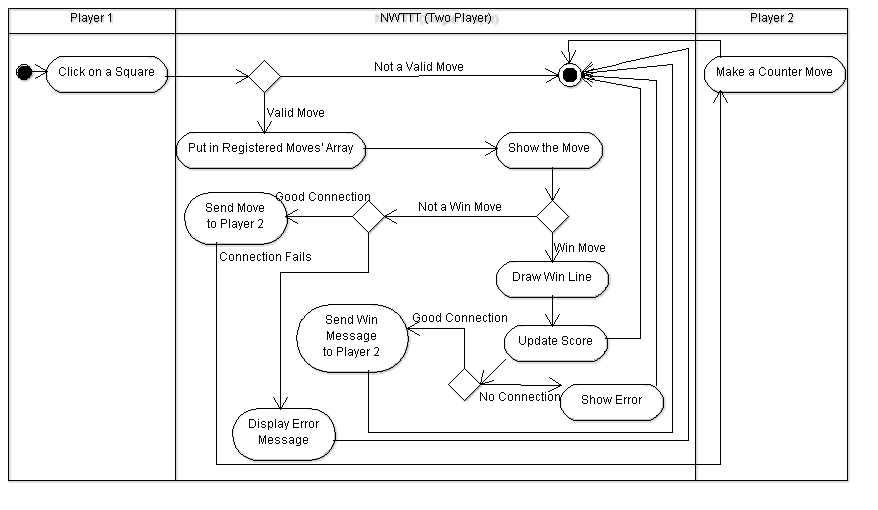 Player 1
NWTTT (Two Player)
Player 2
Click on a Square
Not a Valid Move
Make a Counter Move
Valid Move
Put in Registered Moves' Array
Show the Move
Good Connection
Send Move
to Player 2
Not a Win Move
Win Move
Connection Fails
Draw Win Line
Send Win
Message
to Player 2
Good Connection
Update Score
No Connection
Show Error
Display Error
Message